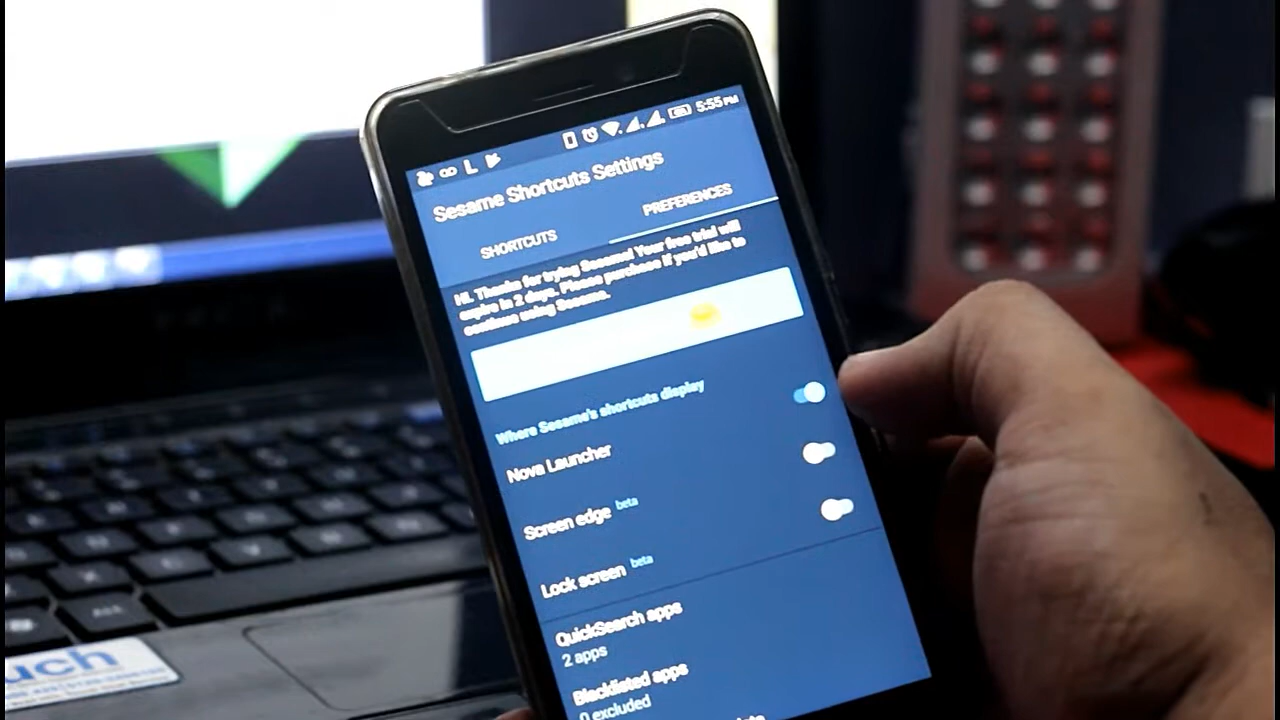 5:55 PM
Sesame Shortcuts Settings
SHORTCUTS
PREFERENCES
Hi. Thanks for trying Sesame! Your free trial will
expire in 2 days. Please purchase if you'd like to
continue using Sesame.
Where Sesame's shortcuts display
Nova Launcher
Screen edge beta
Lock screen beta
QuickSearch apps
2 apps
Blacklisted apps
0 excluded
uch
ALT